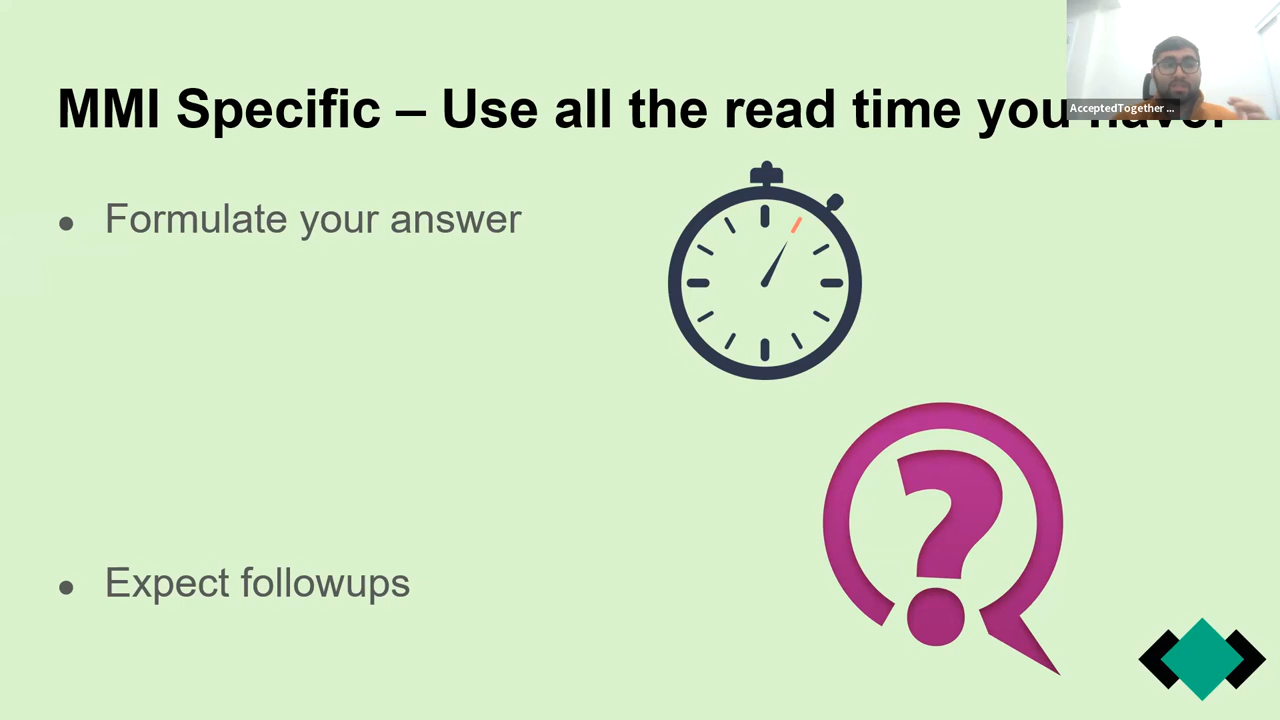 MMI Specific – Use all the read time you have!
AcceptedTogether ...
● Formulate your answer
● Expect followups